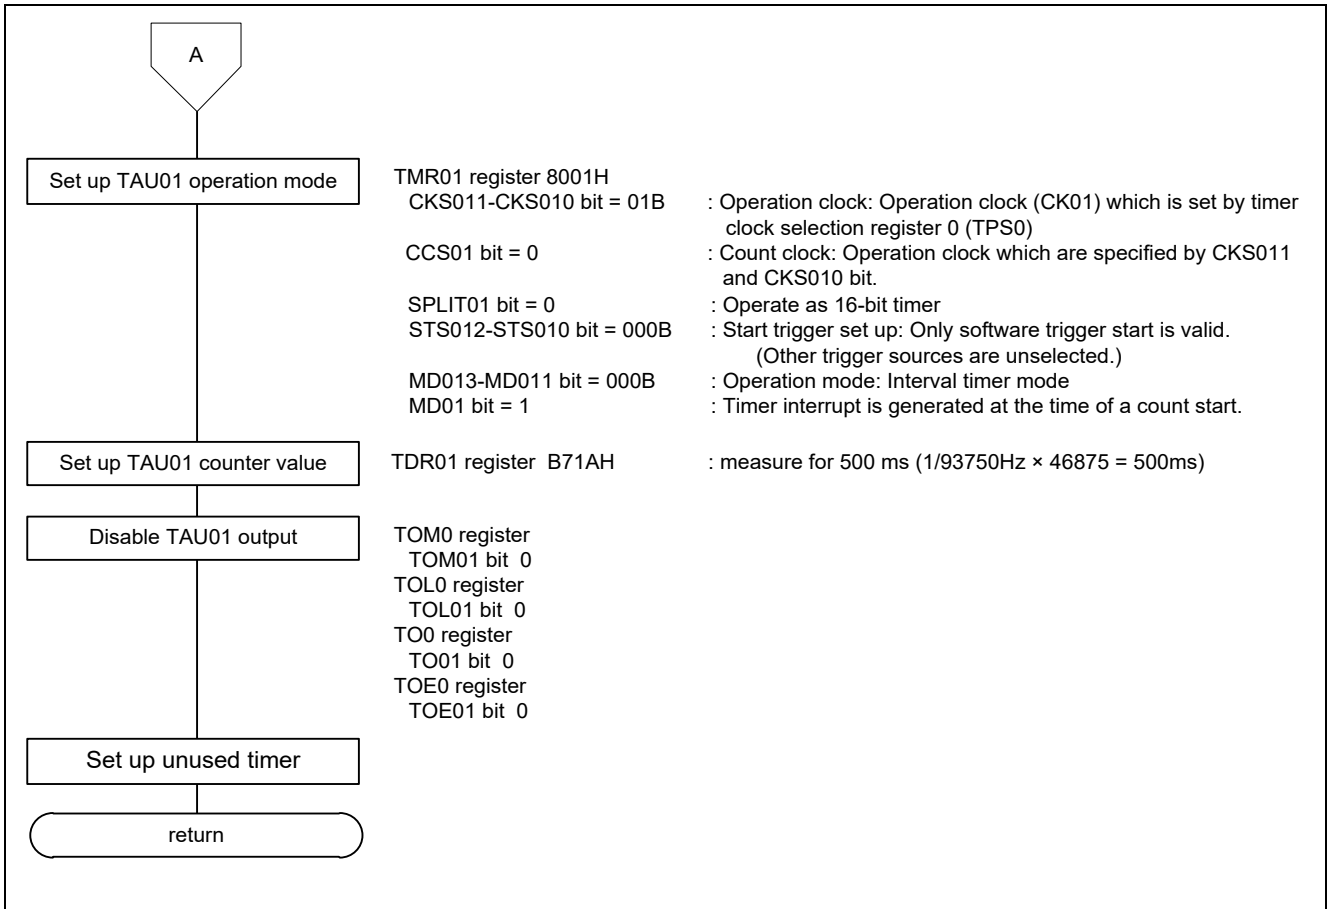 A
Set up TAU01 operation mode
TMR01 register 8001H
CKS011-CKS010 bit = 01B : Operation clock: Operation clock (CK01) which is set by timer
clock selection register 0 (TPS0)
CCS01 bit = 0 : Count clock: Operation clock which are specified by CKS011
and CKS010 bit.
SPLIT01 bit = 0 : Operate as 16-bit timer
STS012-STS010 bit = 000B : Start trigger set up: Only software trigger start is valid.
(Other trigger sources are unselected.)
MD013-MD011 bit = 000B : Operation mode: Interval timer mode
MD01 bit = 1 : Timer interrupt is generated at the time of a count start.
Set up TAU01 counter value
TDR01 register B71AH : measure for 500 ms (1/93750Hz × 46875 = 500ms)
Disable TAU01 output
TOM0 register
TOM01 bit 0
TOL0 register
TOL01 bit 0
TO0 register
TO01 bit 0
TOE0 register
TOE01 bit 0
Set up unused timer
return